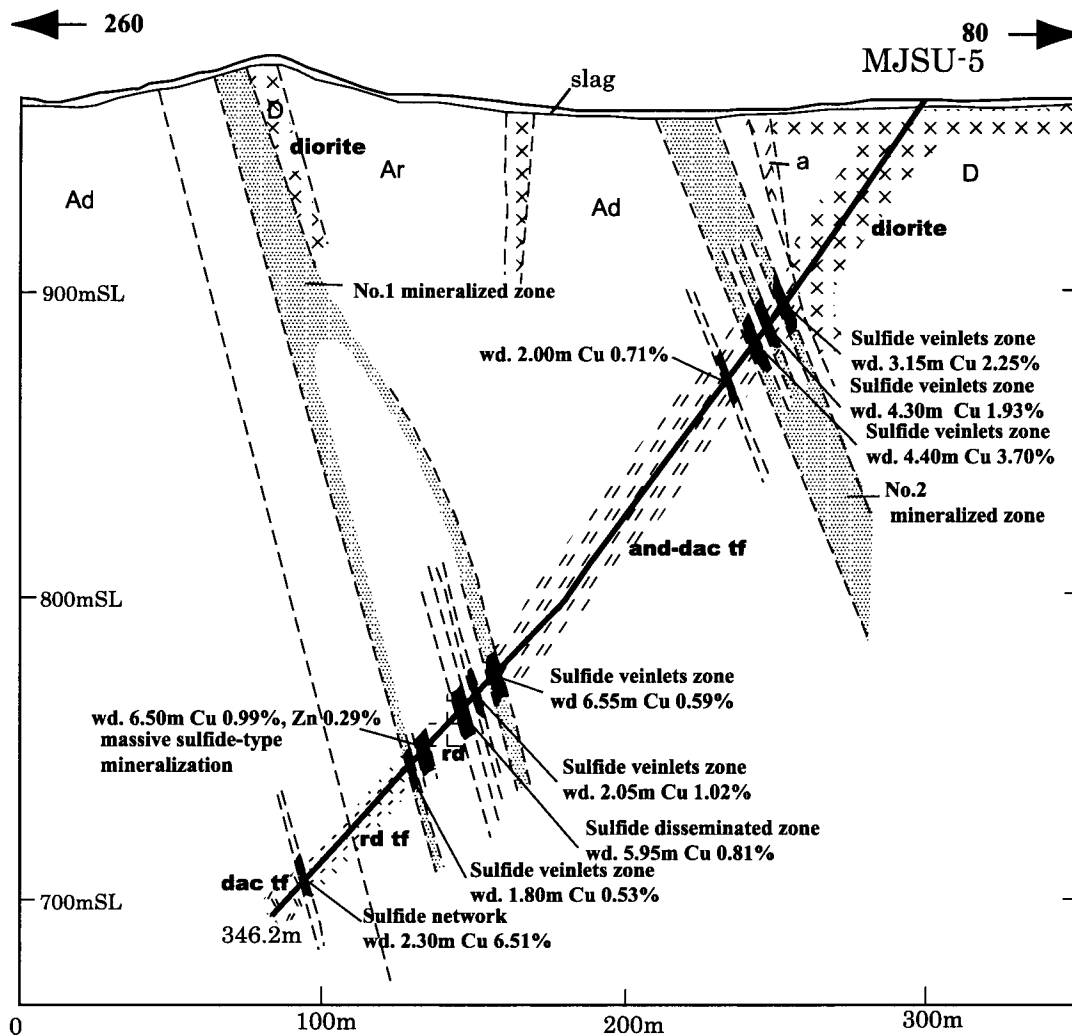 260
80
MJSU-5
slag
D
diorite
Ar
Ad
Ad
a
D
diorite
900mSL
No.1 mineralized zone
wd. 2.00m Cu 0.71%
Sulfide veinlets zone
wd. 3.15m Cu 2.25%
Sulfide veinlets zone
wd. 4.30m Cu 1.93%
Sulfide veinlets zone
wd. 4.40m Cu 3.70%
No.2
mineralized zone
and-dac tf
800mSL
Sulfide veinlets zone
wd 6.55m Cu 0.59%
wd. 6.50m Cu 0.99%, Zn 0.29%
massive sulfide-type
mineralization
rd
Sulfide veinlets zone
wd. 2.05m Cu 1.02%
Sulfide disseminated zone
wd. 5.95m Cu 0.81%
rd tf
Sulfide veinlets zone
wd. 1.80m Cu 0.53%
dac tf
700mSL
Sulfide network
wd. 2.30m Cu 6.51%
346.2m
0
100m
200m
300m